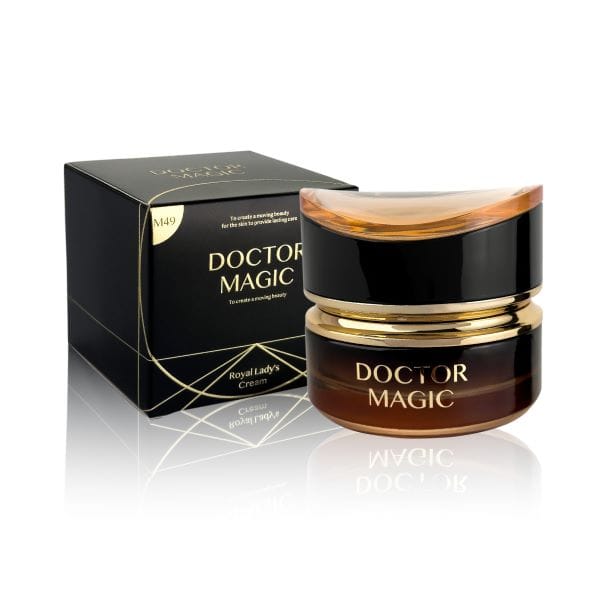 DOCTOR
MAGIC
M49
To create a moving beauty
for the skin to provide lasting care
DOCTOR
MAGIC
To create a moving beauty
Royal Lady's
Cream
DOCTOR
MAGIC